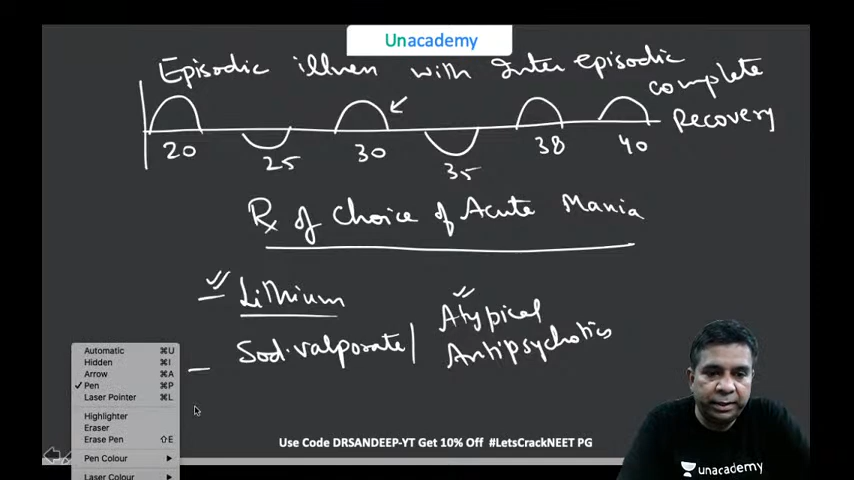 Unacademy
Episodic illness with Inter episodic
complete
Recovery
20 25 30 35 38 40
Rx of choice of Acute Mania
Lithium
Atypical
Sod. valporate
Antipsychotics
Automatic ⌘U
Hidden ⌘I
Arrow ⌘A
✓ Pen ⌘P
Laser Pointer ⌘L
Highlighter
Eraser
Erase Pen ⇧E
Pen Colour
Laser Colour
Use Code DRSANDEEP-YT Get 10% Off #LetsCrackNEET PG
unacademy